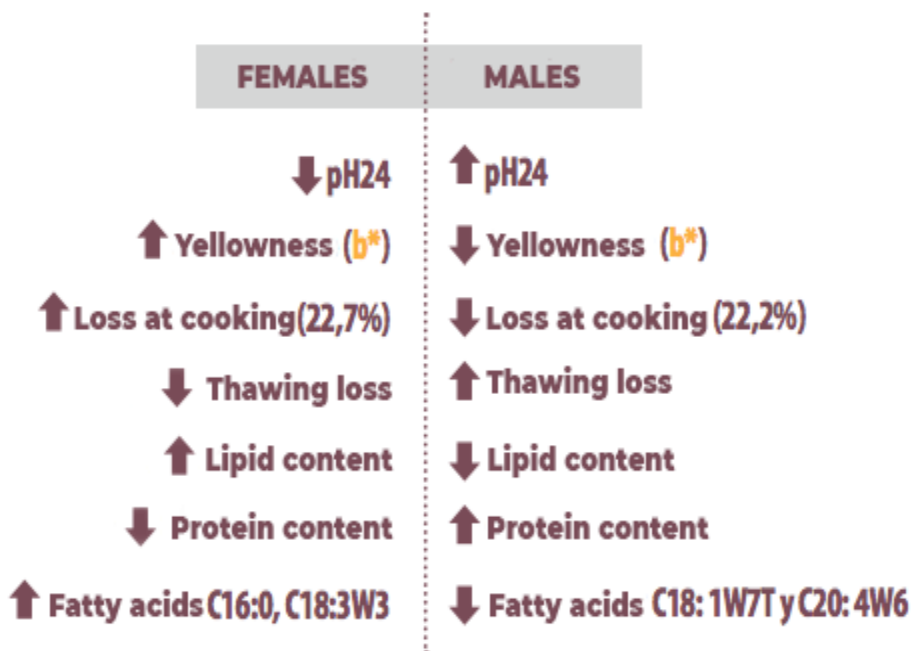 FEMALES MALES
pH24 pH24
Yellowness (b*) Yellowness (b*)
Loss at cooking(22,7%) Loss at cooking (22,2%)
Thawing loss Thawing loss
Lipid content Lipid content
Protein content Protein content
Fatty acids C16:0, C18:3W3 Fatty acids C18: 1W7T y C20: 4W6